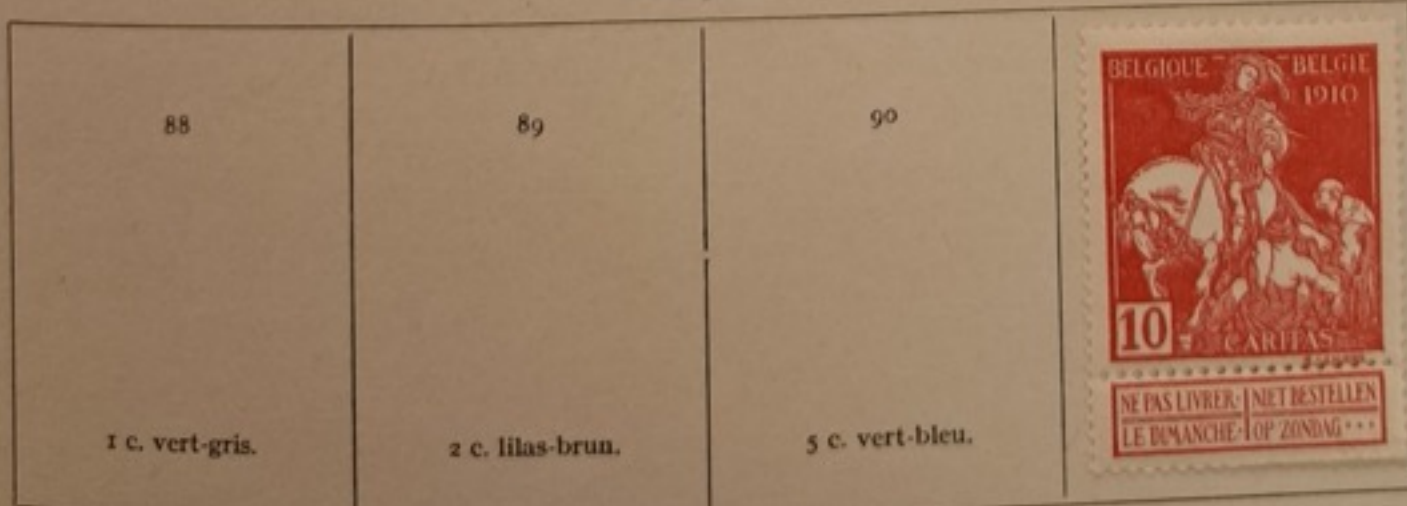 88
1 c. vert-gris.
89
2 c. lilas-brun.
90
5 c. vert-bleu.
BELGIQUE BELGIË
1910
10
CARITAS
NE PAS LIVRER NIET BESTELLEN
LE DIMANCHE OP ZONDAG